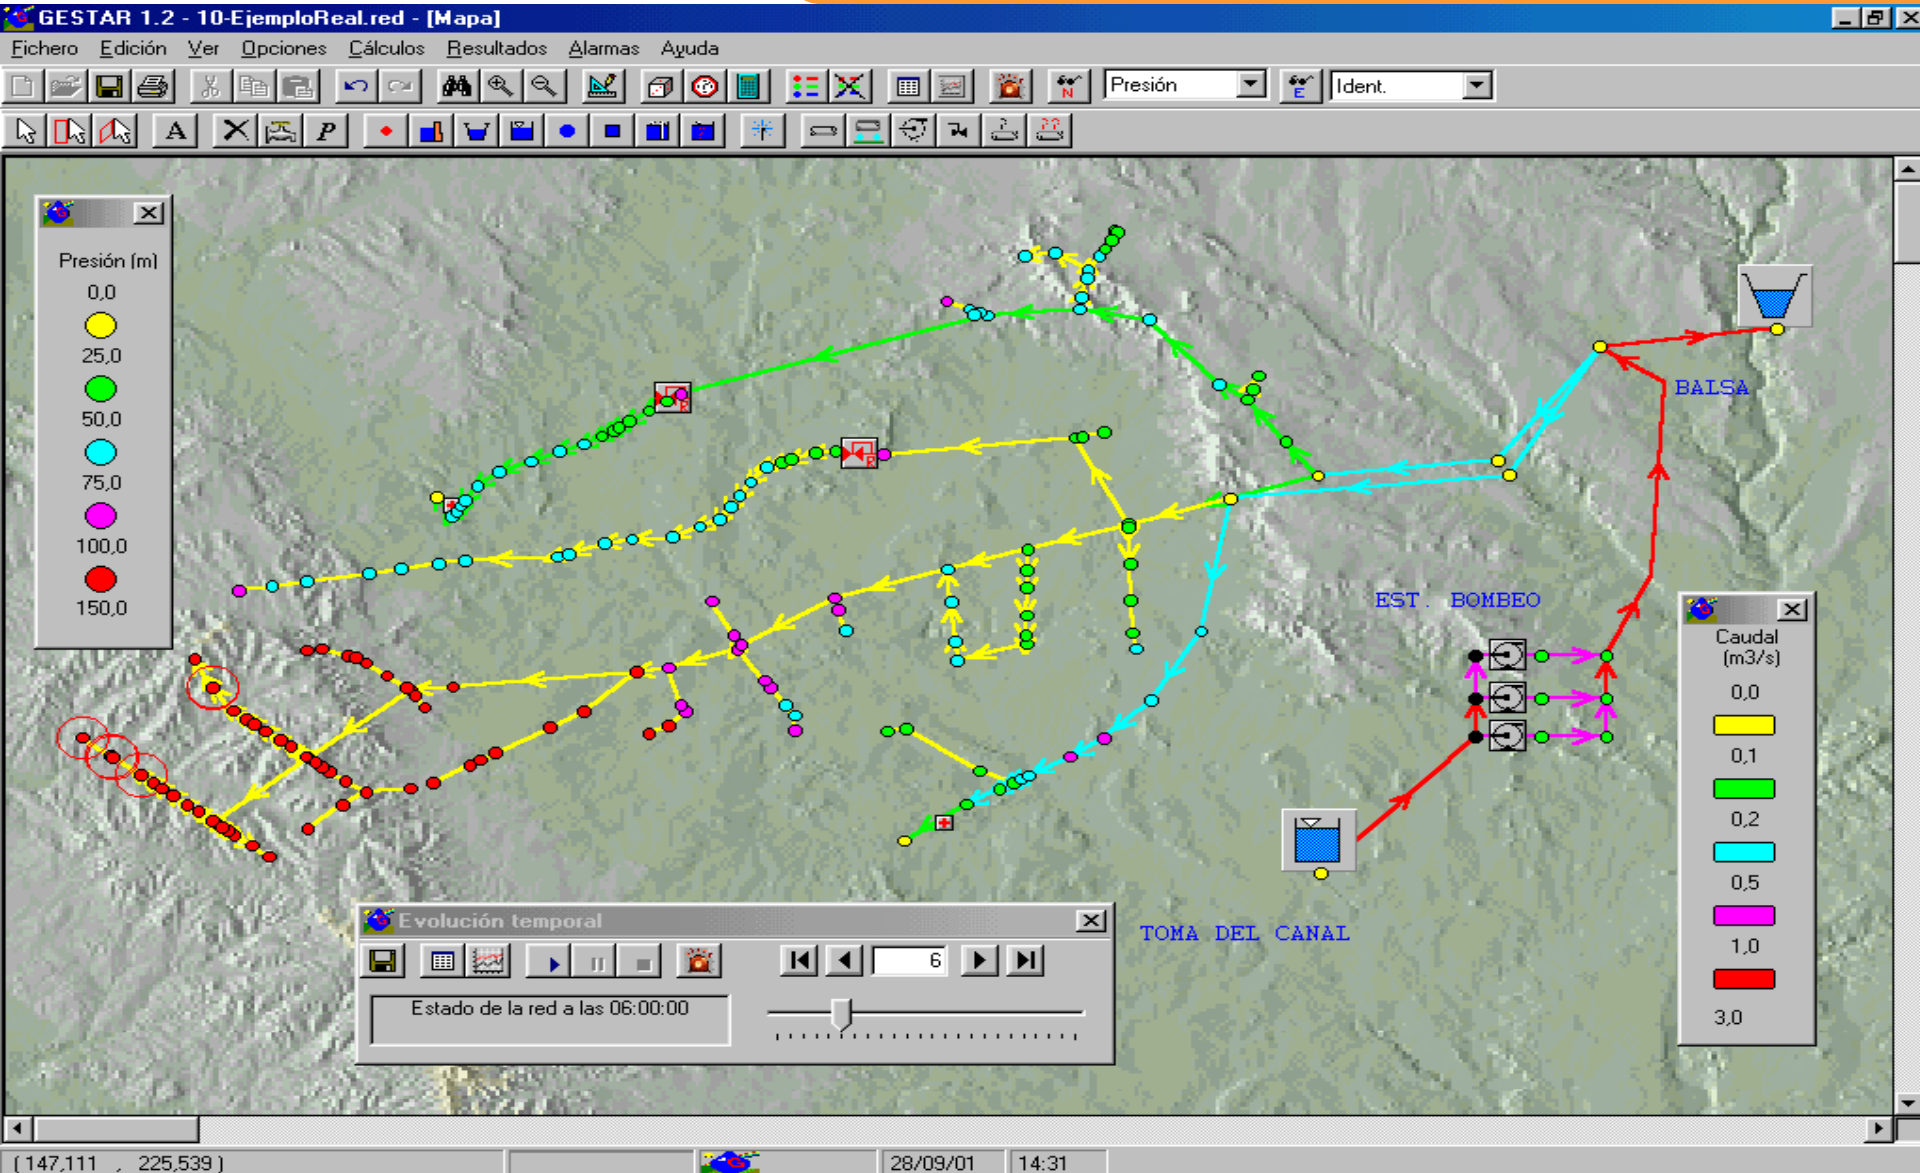 GESTAR 1.2 - 10-EjemploReal.red - [Mapa]
Fichero Edición Ver Opciones Cálculos Resultados Alarmas Ayuda
N Presión E Ident.
A P
Presión (m)
0,0
25,0
50,0
75,0
100,0
150,0
R
R
BALSA
EST. BOMBEO
TOMA DEL CANAL
Caudal
(m3/s)
0,0
0,1
0,2
0,5
1,0
3,0
Evolución temporal
6
Estado de la red a las 06:00:00
(147,111 , 225,539) 28/09/01 14:31